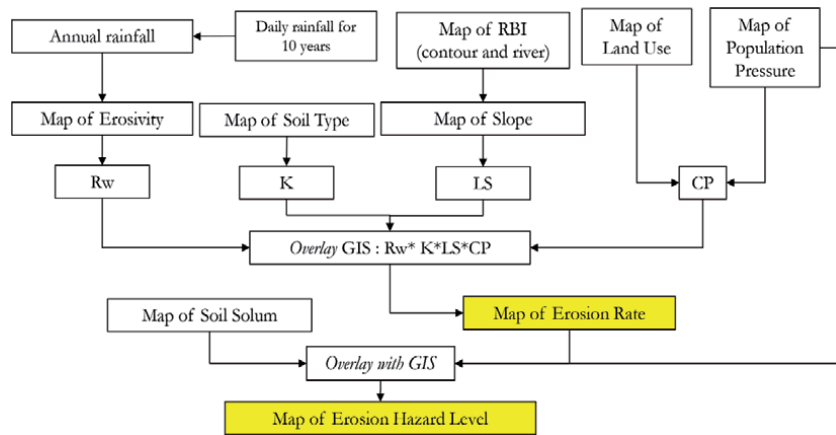 Annual rainfall
Daily rainfall for
10 years
Map of RBI
(contour and river)
Map of
Land Use
Map of
Population
Pressure
Map of Erosivity
Map of Soil Type
Map of Slope
Rw
K
LS
CP
Overlay GIS : Rw* K*LS*CP
Map of Soil Solum
Map of Erosion Rate
Overlay with GIS
Map of Erosion Hazard Level